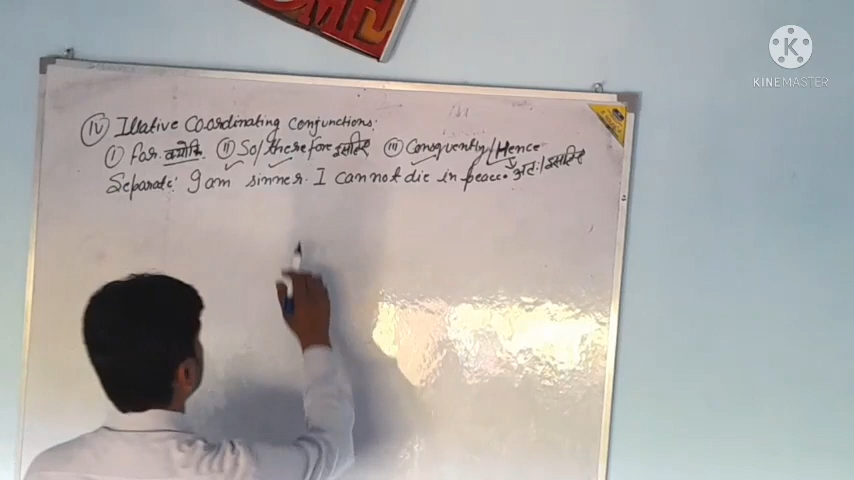 KINEMASTER
(IV) Illative Coordinating Conjunctions:
(I) For क्योंकि (II) So/therefore इसलिए (III) Consquently/Hence
Separate: I am sinner. I cannot die in peace. अत:/इसलिए